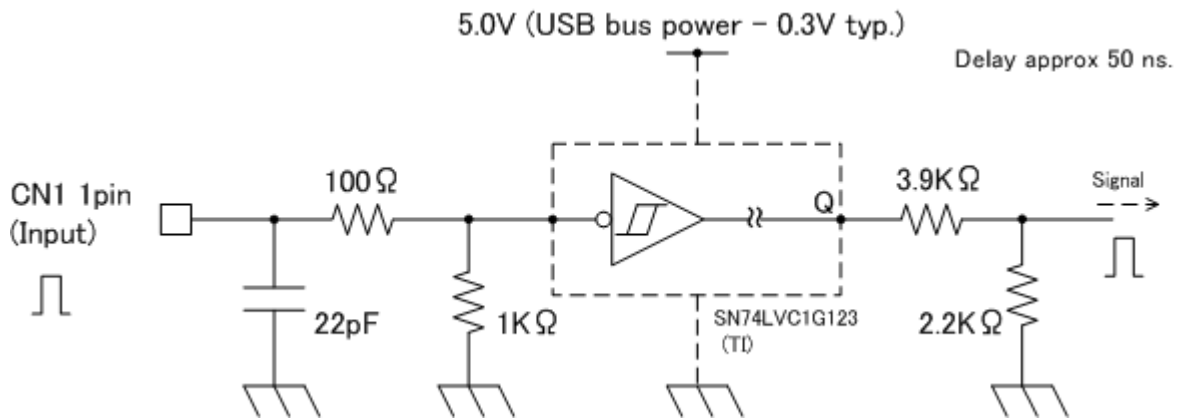 5.0V (USB bus power - 0.3V typ.)
Delay approx 50 ns.
CN1 1pin
(Input)
100Ω
22pF
1KΩ
Q
SN74LVC1G123
(TI)
3.9KΩ
2.2KΩ
Signal